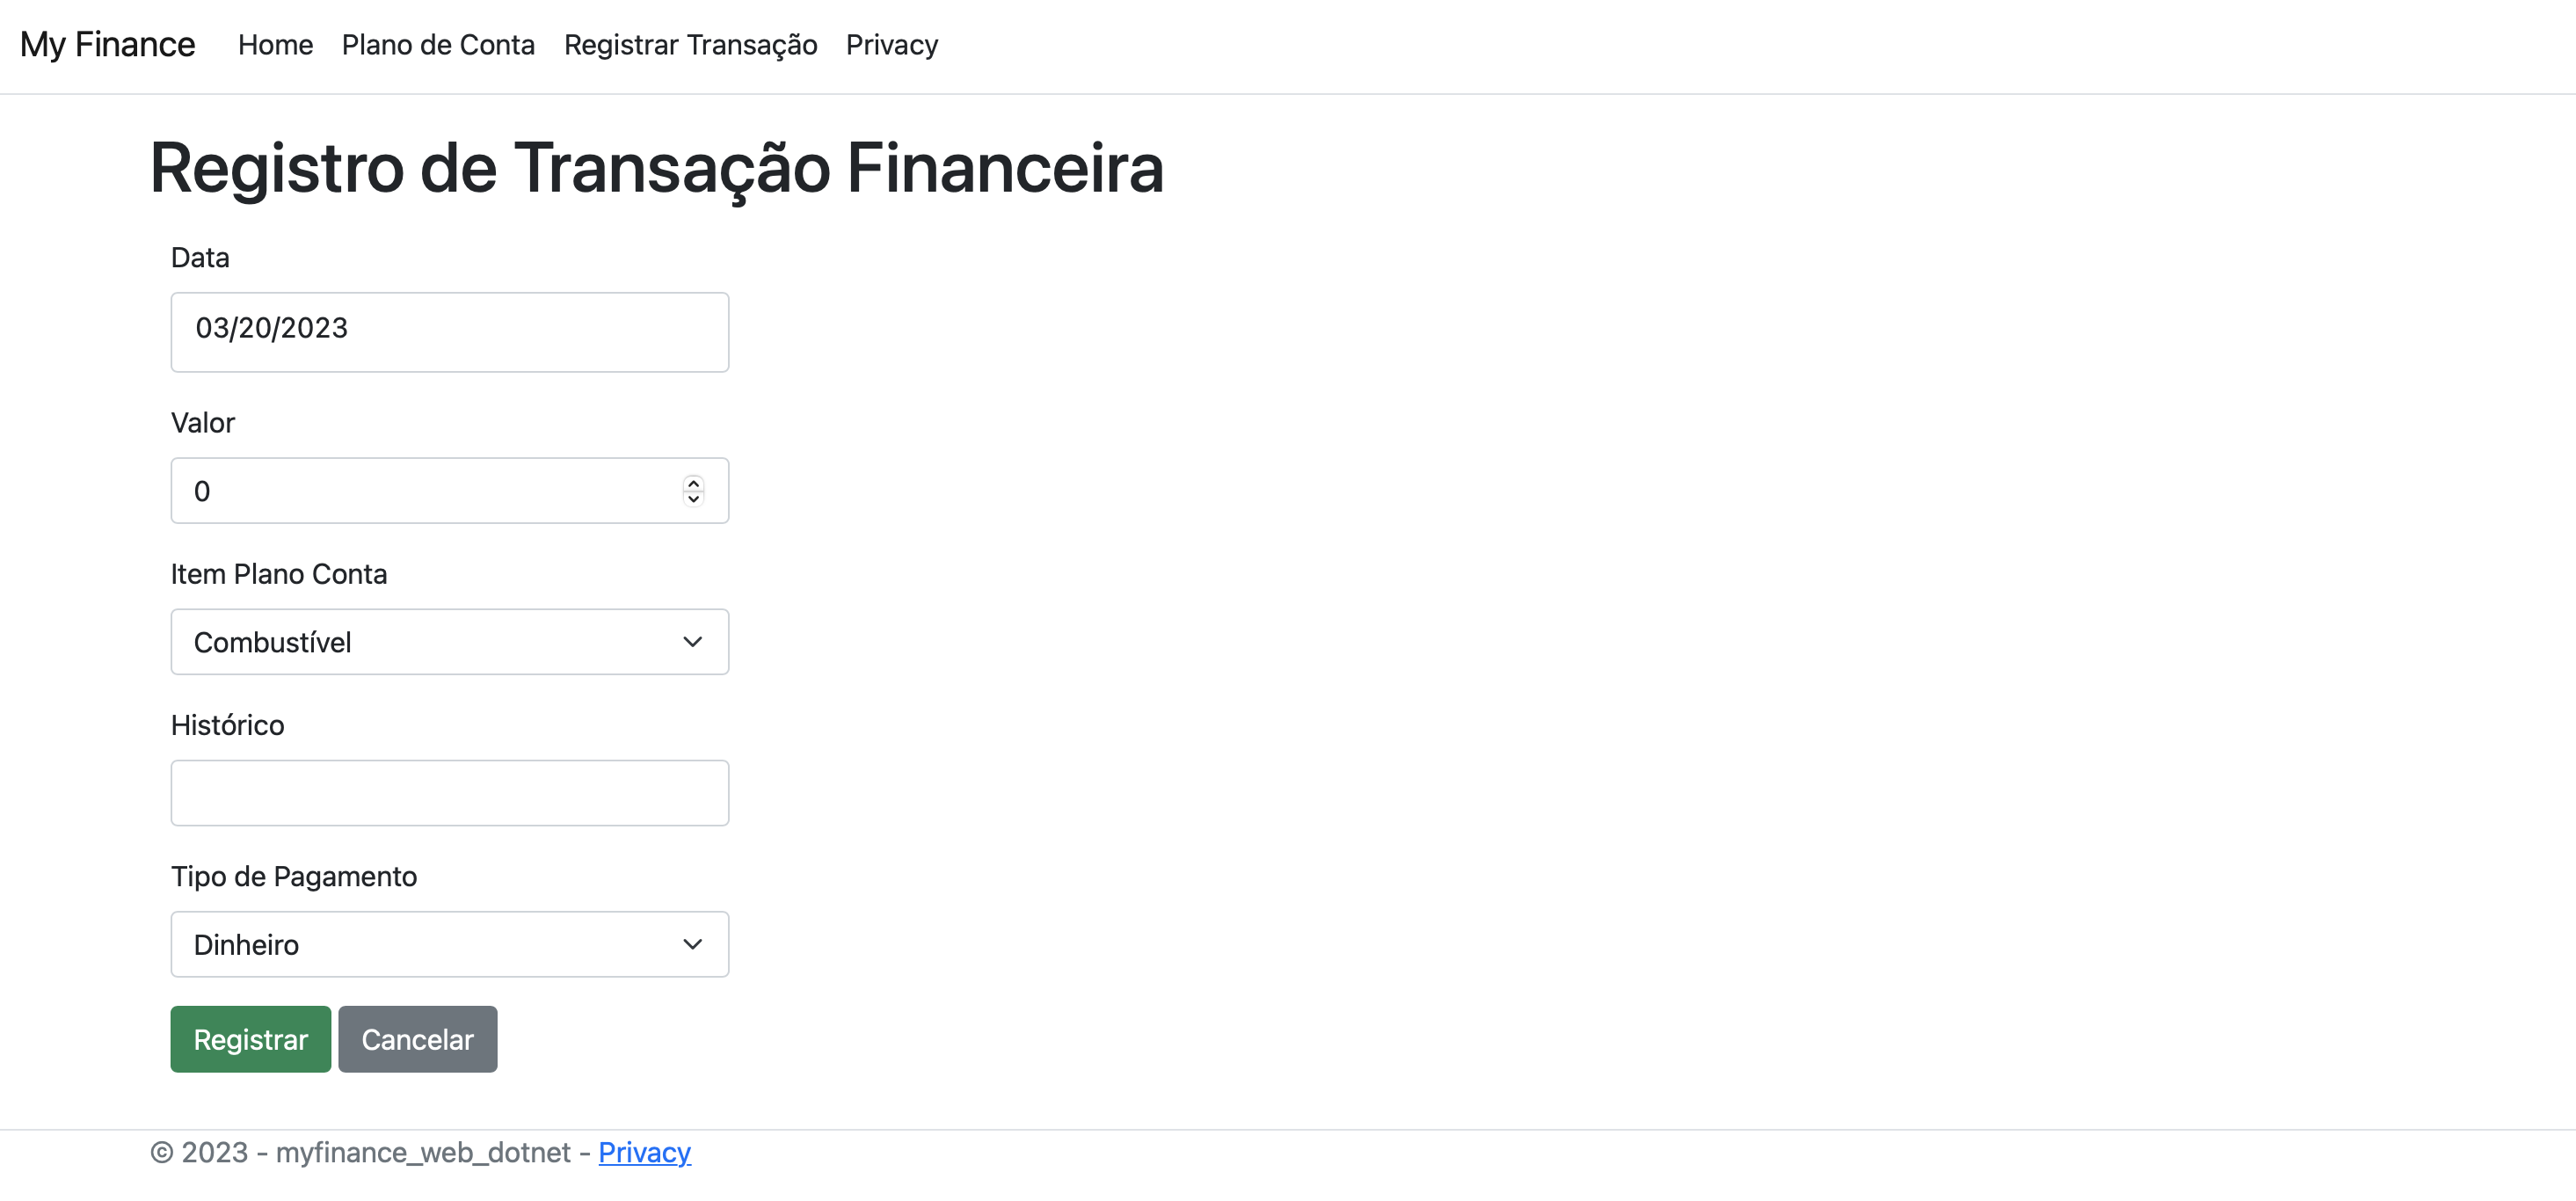 My Finance Home Plano de Conta Registrar Transação Privacy
Registro de Transação Financeira
Data
03/20/2023
Valor
0
Item Plano Conta
Combustível
Histórico
Tipo de Pagamento
Dinheiro
Registrar Cancelar
© 2023 - myfinance_web_dotnet - Privacy